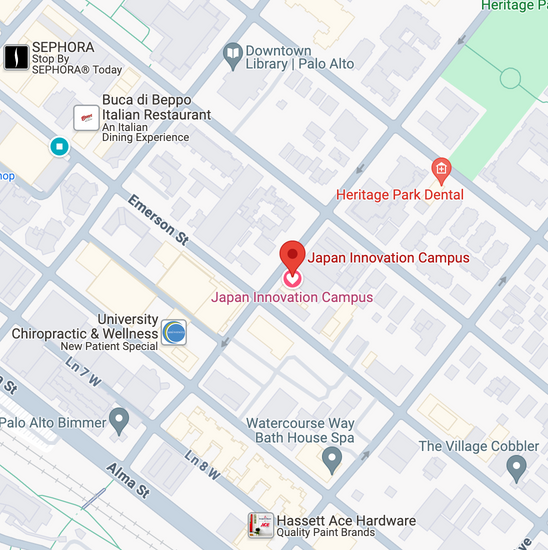 Heritage Pa
SEPHORA
Stop By
SEPHORA® Today
Downtown
Library | Palo Alto
Buca di Beppo
Italian Restaurant
An Italian
Dining Experience
hop
Heritage Park Dental
Emerson St
Japan Innovation Campus
Japan Innovation Campus
University
Chiropractic & Wellness
New Patient Special
Ln 7 W
a St
Palo Alto Bimmer
Watercourse Way
Bath House Spa
The Village Cobbler
Ln 8 W
Alma St
Hassett Ace Hardware
Quality Paint Brands
ve